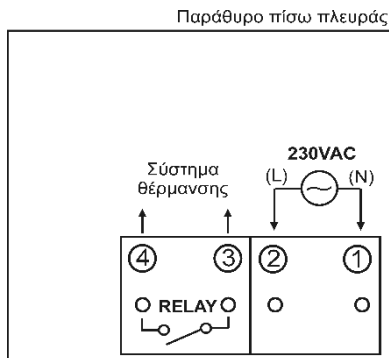 Παράθυρο πίσω πλευράς
230VAC
Σύστημα
θέρμανσης
(L) (N)
4 3 2 1
RELAY